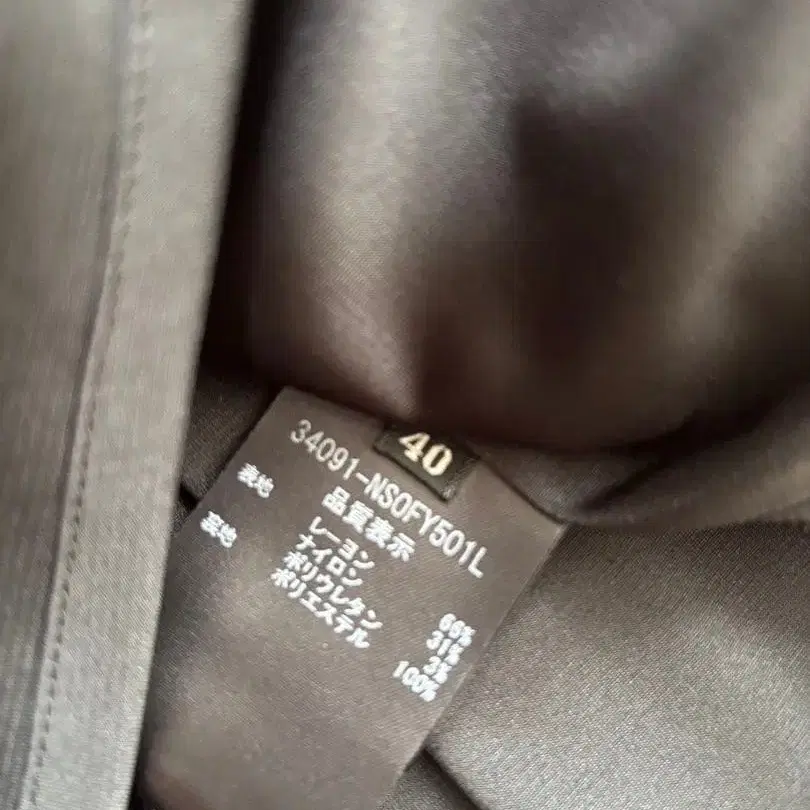 40
34091-NSOFY501L
品質表示
表地 レーヨン 66%
ナイロン 31%
ポリウレタン 3%
裏地 ポリエステル 100%